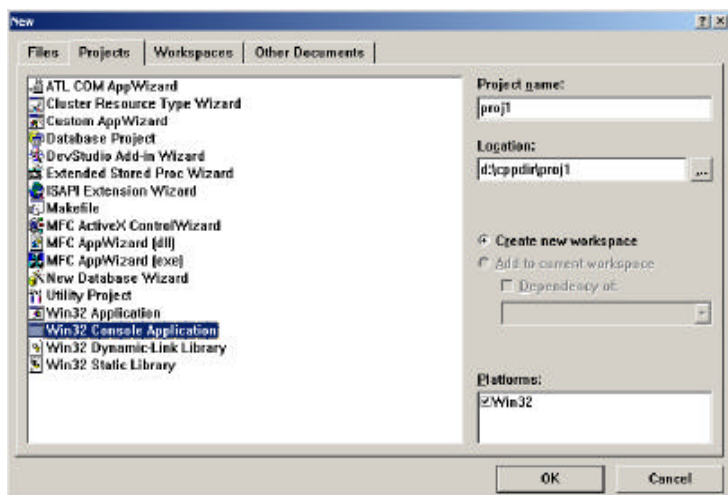 New
Files Projects Workspaces Other Documents
ATL COM AppWizard
Cluster Resource Type Wizard
Custom AppWizard
Database Project
DevStudio Add-in Wizard
Extended Stored Proc Wizard
ISAPI Extension Wizard
Makefile
MFC ActiveX ControlWizard
MFC AppWizard (dll)
MFC AppWizard (exe)
New Database Wizard
Utility Project
Win32 Application
Win32 Console Application
Win32 Dynamic-Link Library
Win32 Static Library
Project name:
proj1
Location:
d:\cppdir\proj1
...
Create new workspace
Add to current workspace
Dependency of:
Platforms:
Win32
OK Cancel